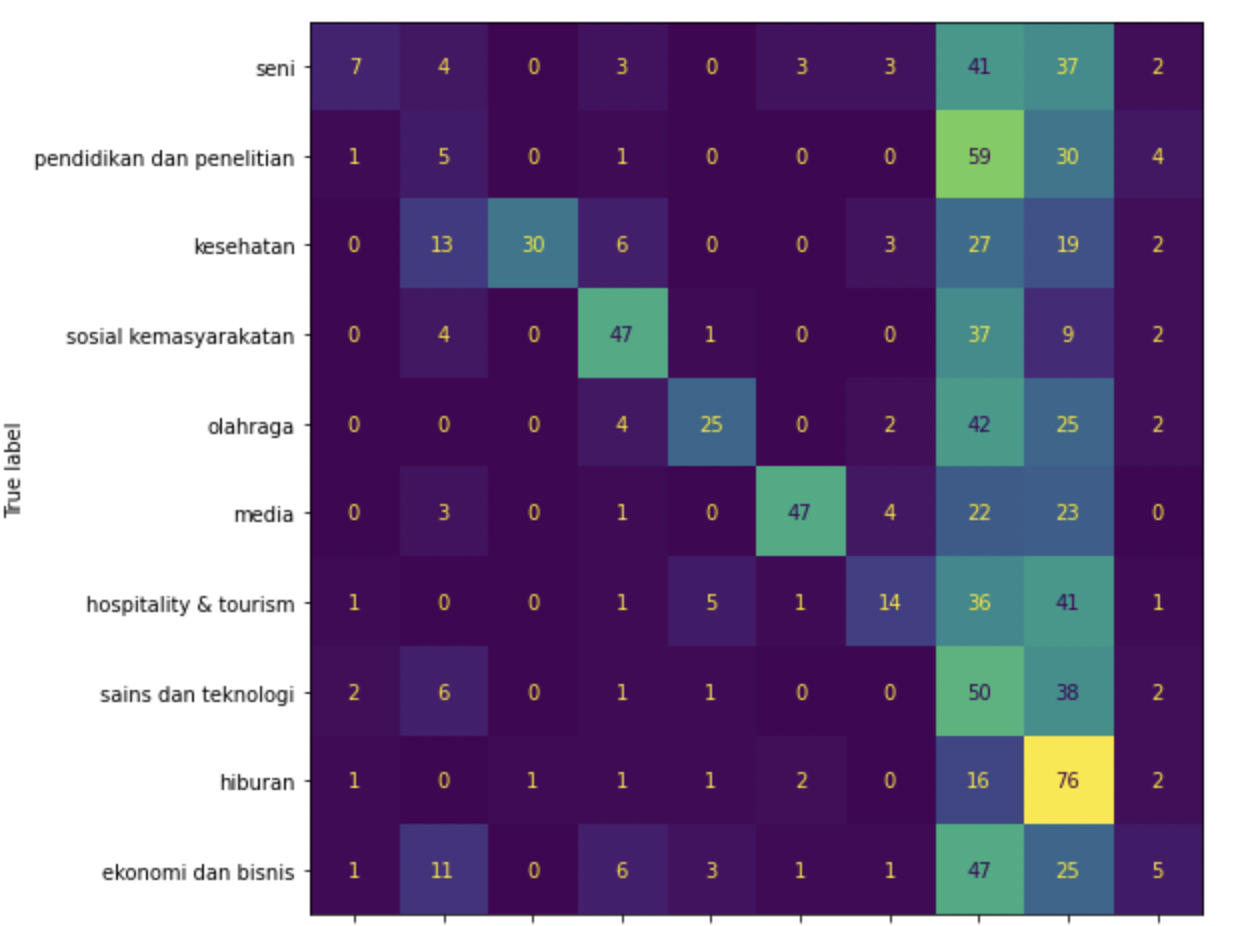 seni 7 4 0 3 0 3 3 41 37 2
pendidikan dan penelitian 1 5 0 1 0 0 0 59 30 4
kesehatan 0 13 30 6 0 0 3 27 19 2
sosial kemasyarakatan 0 4 0 47 1 0 0 37 9 2
olahraga 0 0 0 4 25 0 2 42 25 2
media 0 3 0 1 0 47 4 22 23 0
hospitality & tourism 1 0 0 1 5 1 14 36 41 1
sains dan teknologi 2 6 0 1 1 0 0 50 38 2
hiburan 1 0 1 1 1 2 0 16 76 2
ekonomi dan bisnis 1 11 0 6 3 1 1 47 25 5
True label